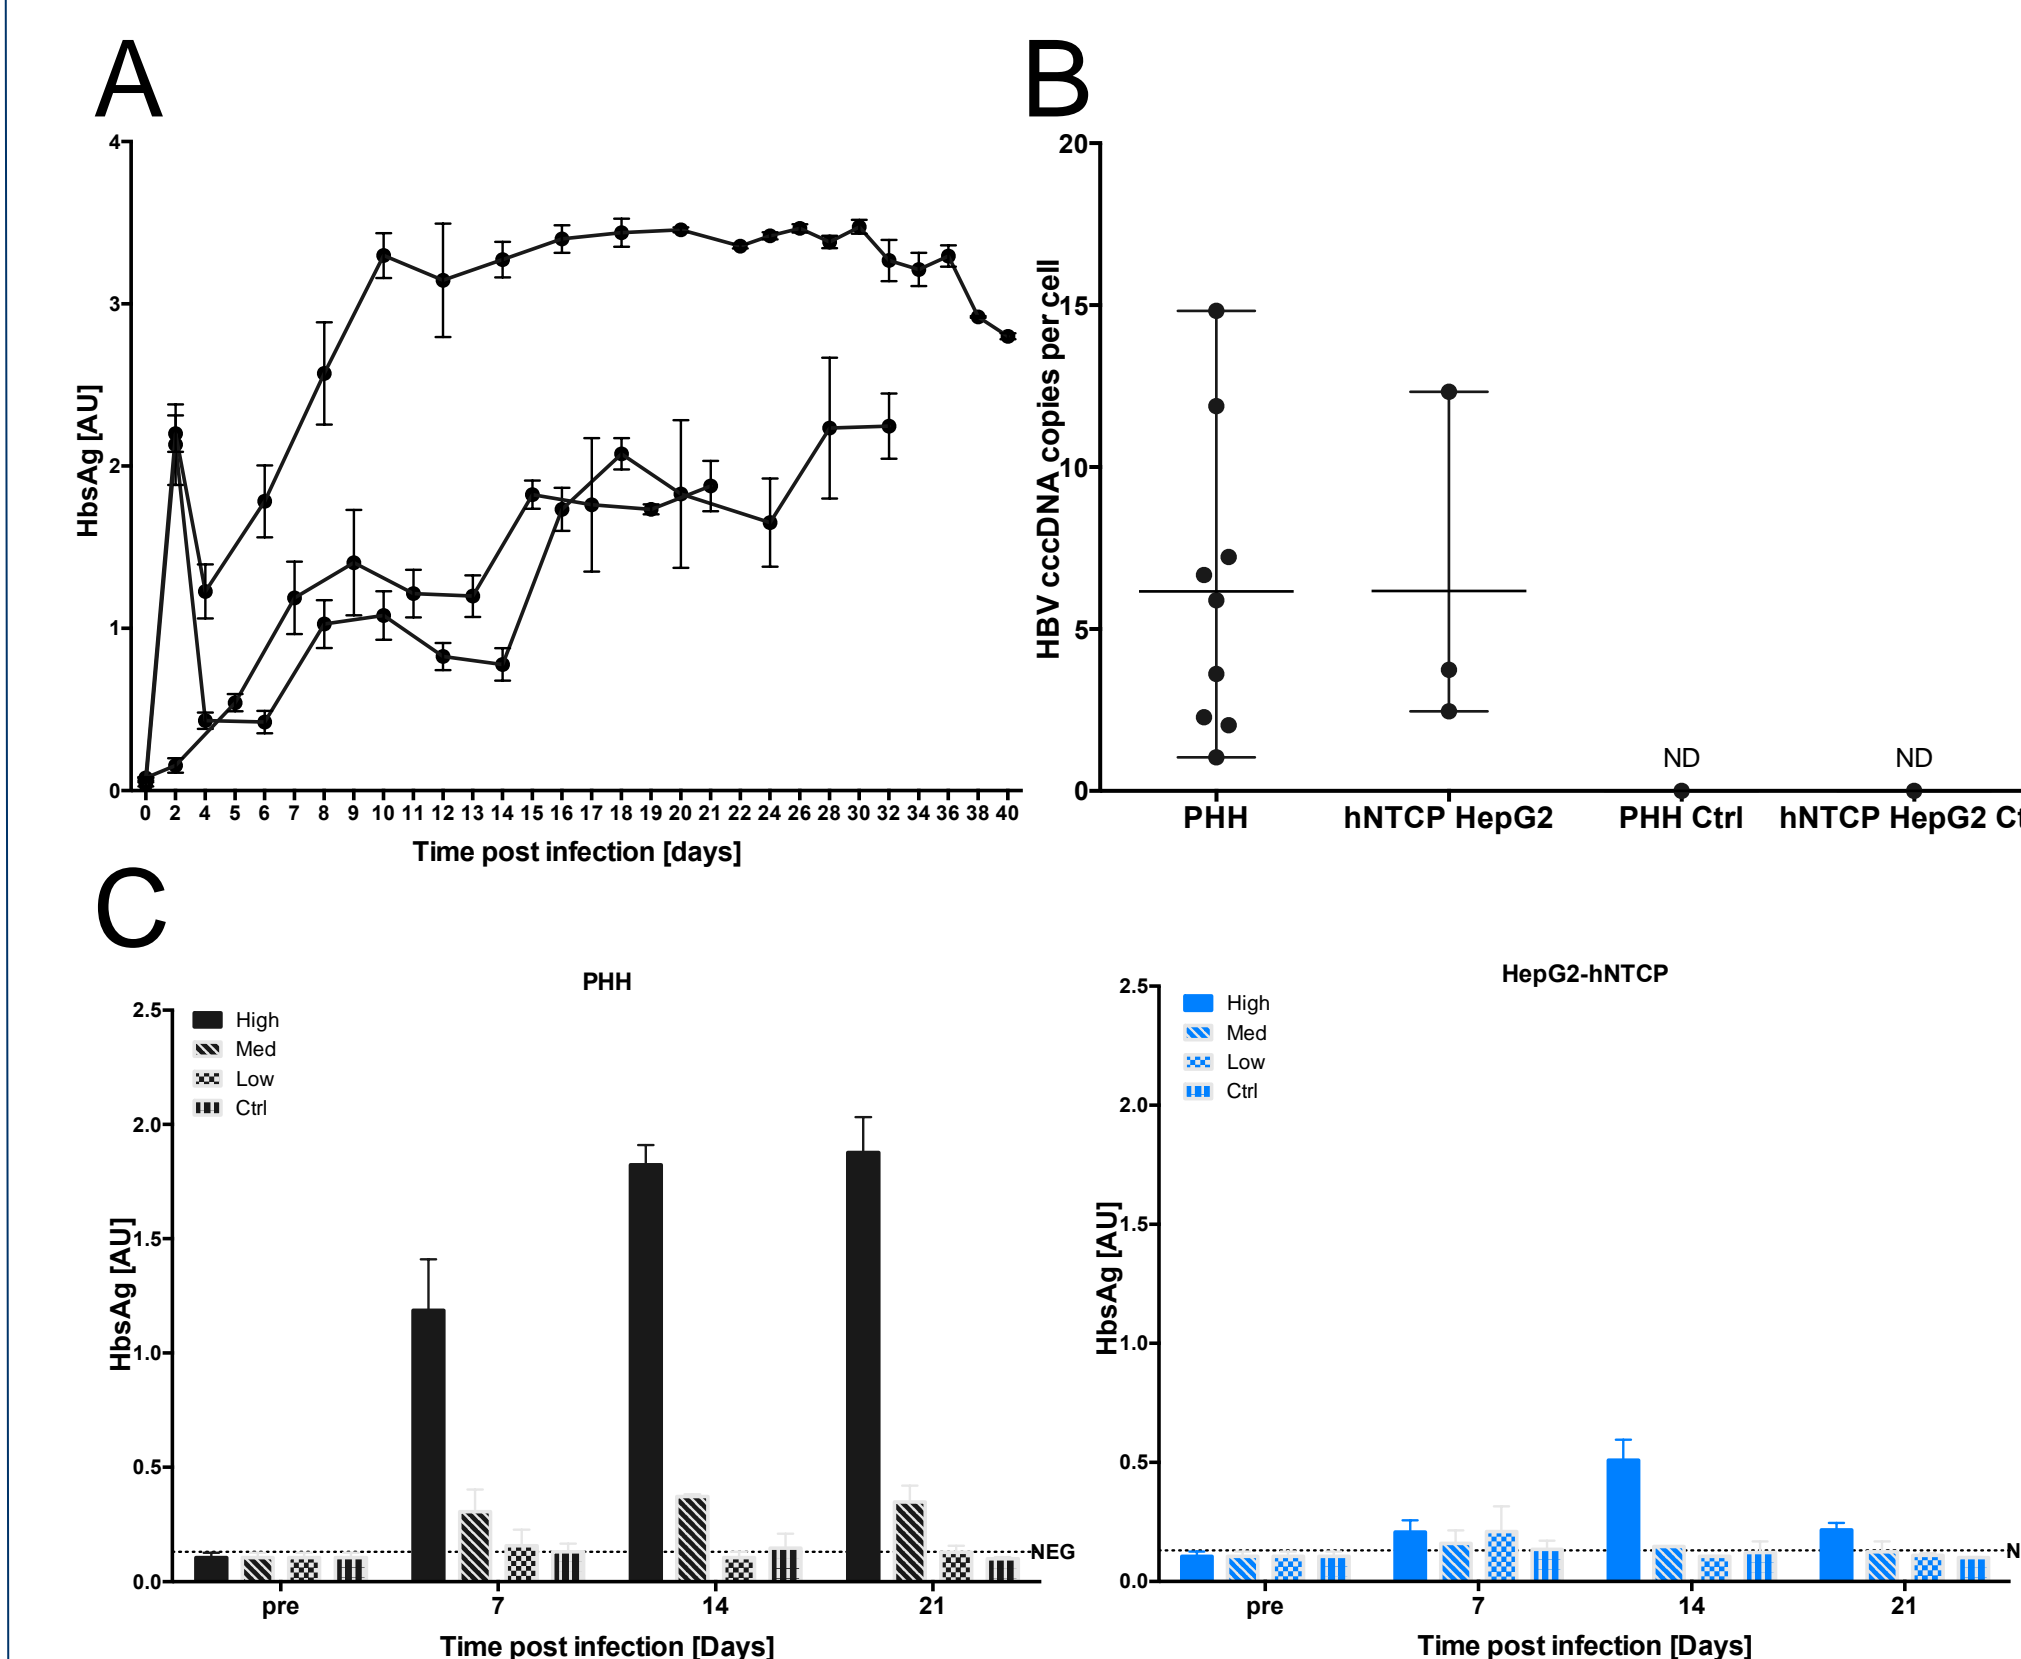 A
4
3
2
1
0
HbsAg [AU]
0 2 4 5 6 7 8 9 10 11 12 13 14 15 16 17 18 19 20 21 22 24 26 28 30 32 34 36 38 40
Time post infection [days]
B
20
15
10
5
0
HBV cccDNA copies per cell
ND ND
PHH hNTCP HepG2 PHH Ctrl hNTCP HepG2 Ct
C
PHH
2.5
2.0
1.5
1.0
0.5
0.0
High
Med
Low
Ctrl
HbsAg [AU]
NEG
pre 7 14 21
Time post infection [Days]
HepG2-hNTCP
2.5
2.0
1.5
1.0
0.5
0.0
High
Med
Low
Ctrl
HbsAg [AU]
N
pre 7 14 21
Time post infection [Days]